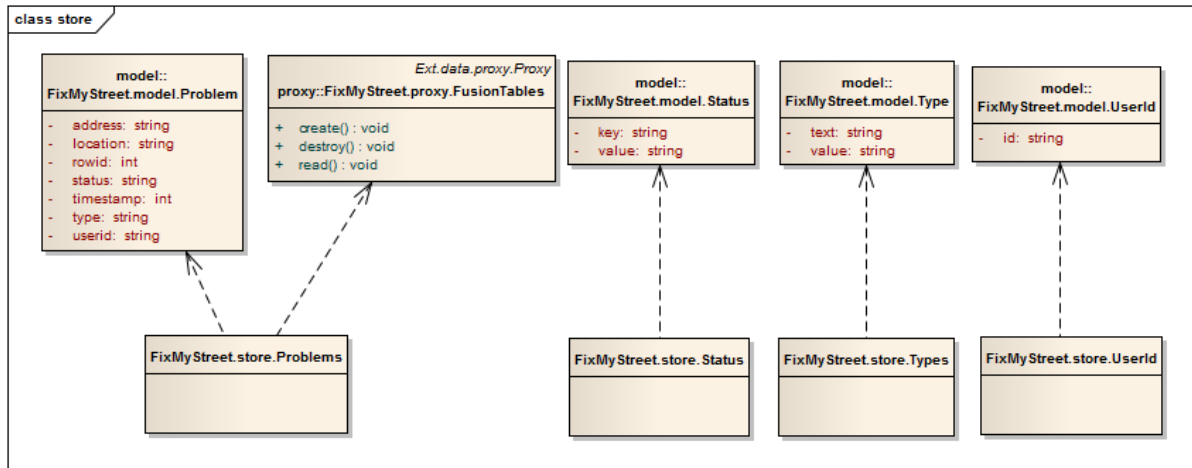 class store
model::
FixMyStreet.model.Problem
- address: string
- location: string
- rowid: int
- status: string
- timestamp: int
- type: string
- userid: string
Ext.data.proxy.Proxy
proxy::FixMyStreet.proxy.FusionTables
+ create() : void
+ destroy() : void
+ read() : void
model::
FixMyStreet.model.Status
- key: string
- value: string
model::
FixMyStreet.model.Type
- text: string
- value: string
model::
FixMyStreet.model.UserId
- id: string
FixMyStreet.store.Problems
FixMyStreet.store.Status
FixMyStreet.store.Types
FixMyStreet.store.UserId